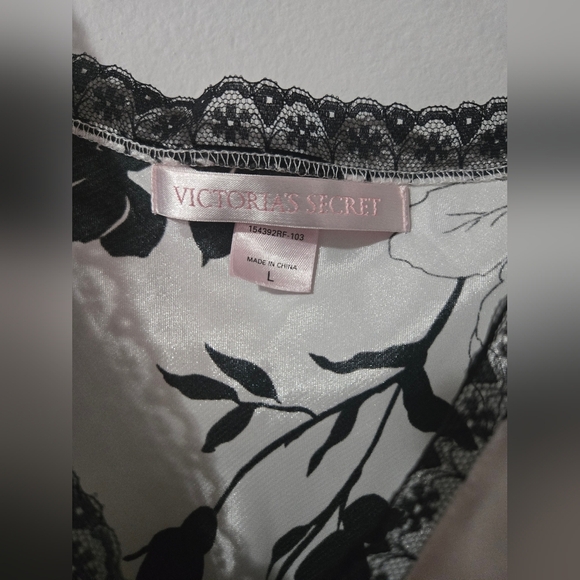 VICTORIA'S SECRET
154392RF-103
MADE IN CHINA
L